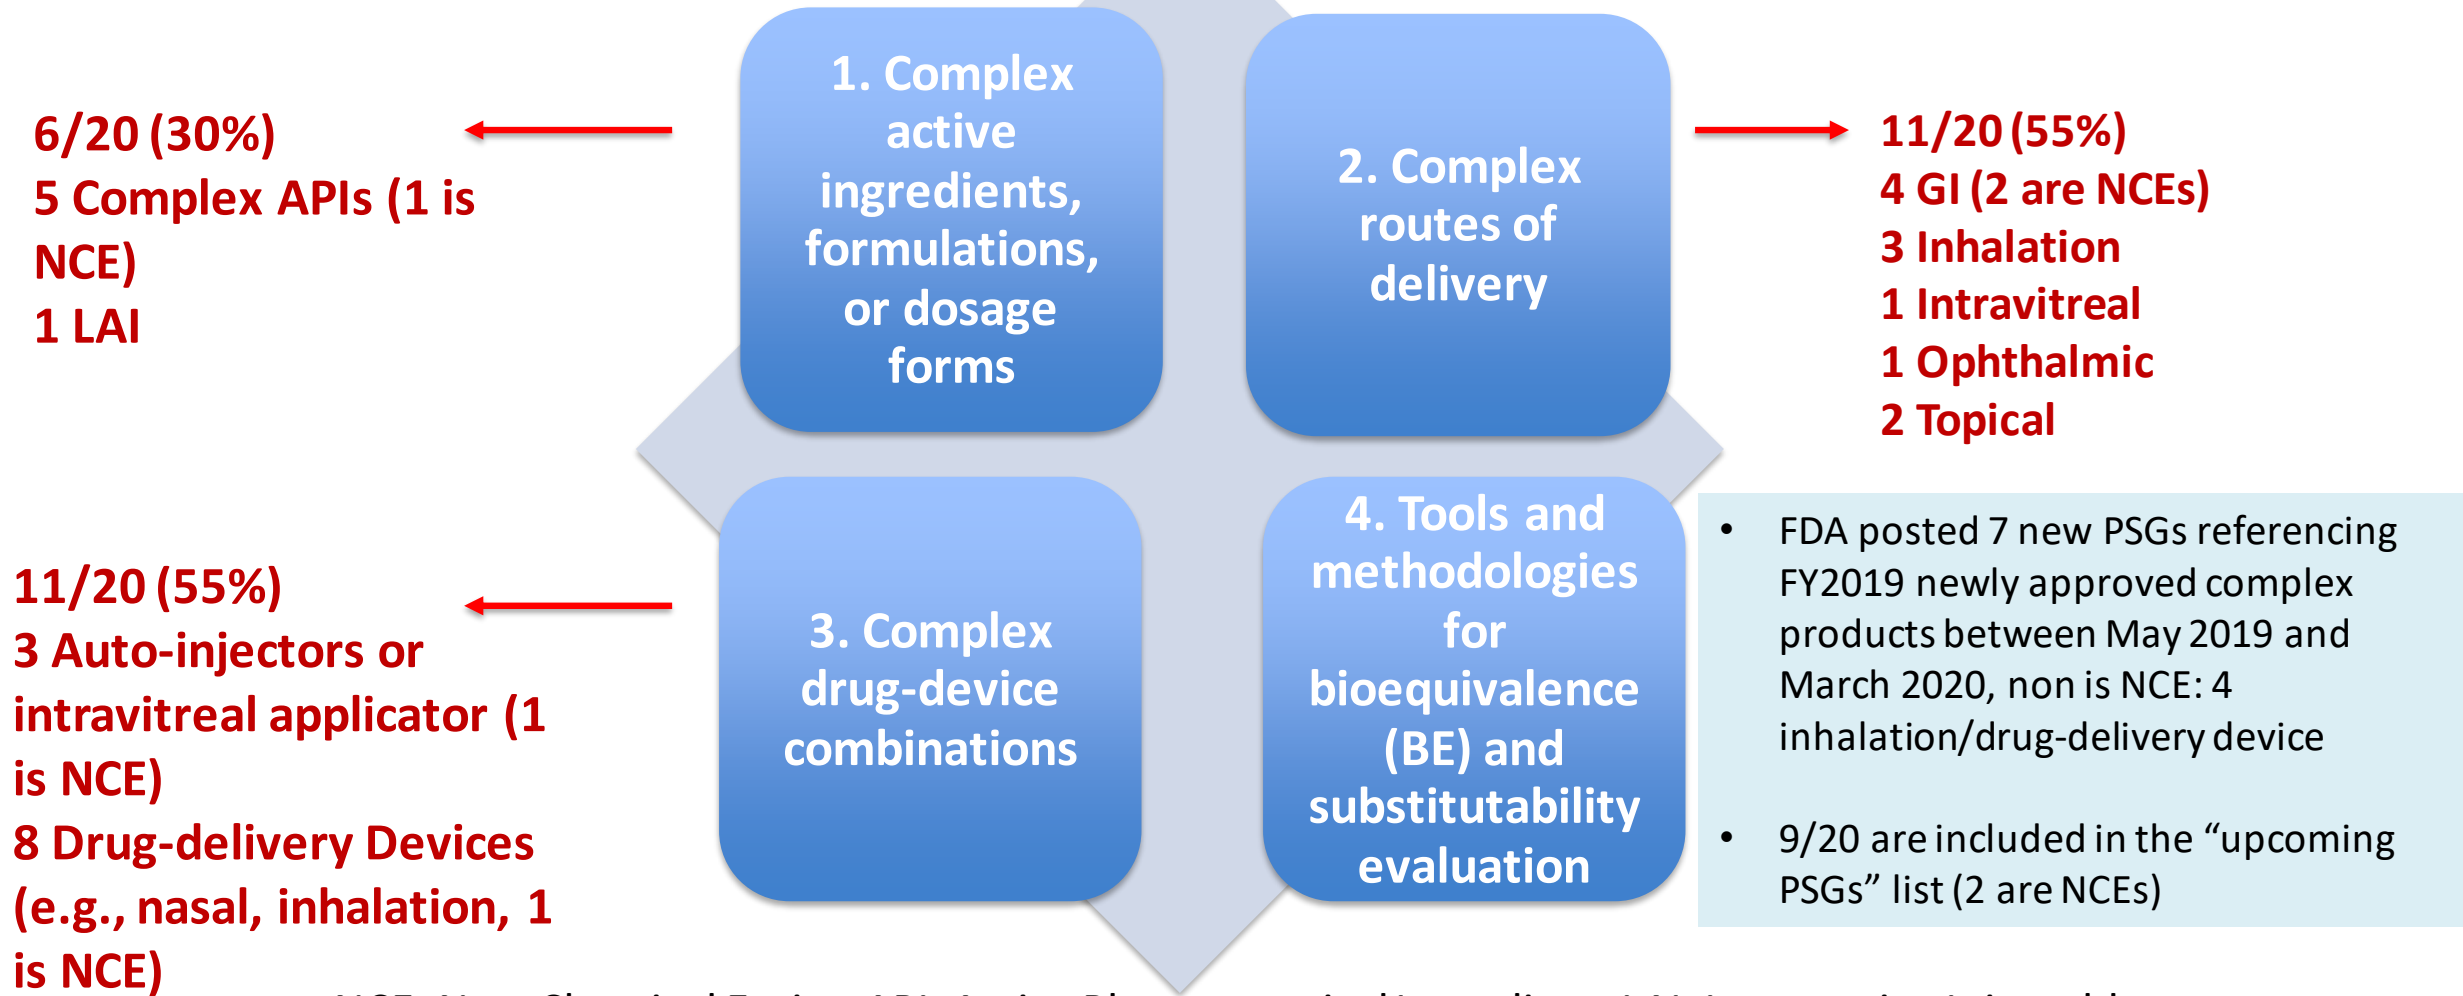 6/20 (30%)
5 Complex APIs (1 is
NCE)
1 LAI
1. Complex
active
ingredients,
formulations,
or dosage
forms
2. Complex
routes of
delivery
11/20 (55%)
4 GI (2 are NCEs)
3 Inhalation
1 Intravitreal
1 Ophthalmic
2 Topical
11/20 (55%)
3 Auto-injectors or
intravitreal applicator (1
is NCE)
8 Drug-delivery Devices
(e.g., nasal, inhalation, 1
is NCE)
3. Complex
drug-device
combinations
4. Tools and
methodologies
for
bioequivalence
(BE) and
substitutability
evaluation
• FDA posted 7 new PSGs referencing
FY2019 newly approved complex
products between May 2019 and
March 2020, non is NCE: 4
inhalation/drug-delivery device
• 9/20 are included in the “upcoming
PSGs” list (2 are NCEs)